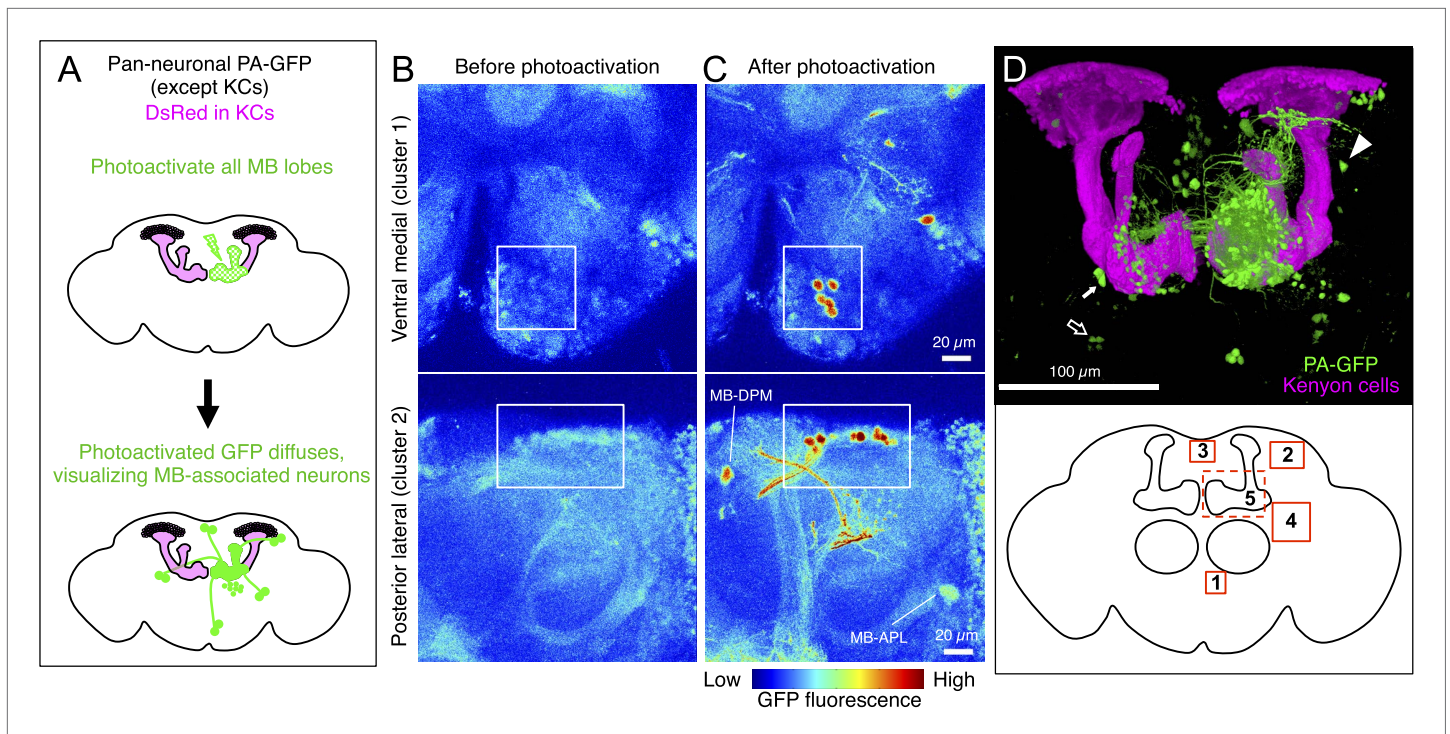 A
Pan-neuronal PA-GFP
(except KCs)
DsRed in KCs
Photoactivate all MB lobes
Photoactivated GFP diffuses,
visualizing MB-associated neurons
B
Before photoactivation
C
After photoactivation
Ventral medial (cluster 1)
20 µm
Posterior lateral (cluster 2)
MB-DPM
MB-APL
20 µm
Low
High
GFP fluorescence
D
PA-GFP
100 µm
Kenyon cells
3
2
5
4
1